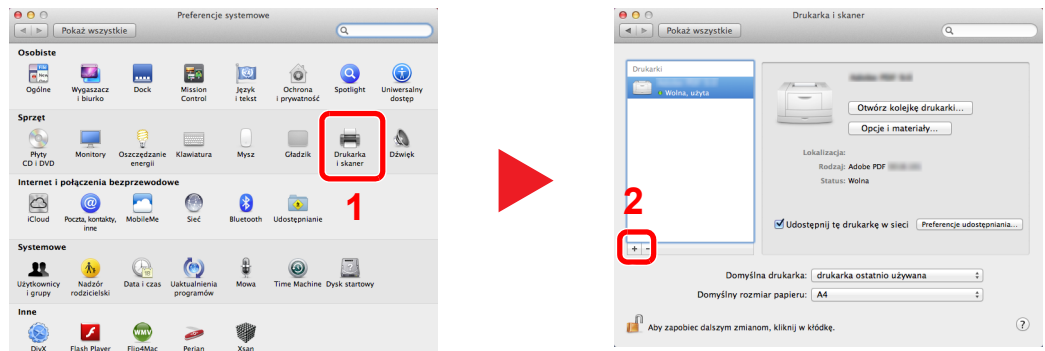 Preferencje systemowe
Pokaż wszystkie
Osobiste
Ogólne
Wygaszacz i biurko
Dock
Mission Control
Język i tekst
Ochrona i prywatność
Spotlight
Uniwersalny dostęp
Sprzęt
Płyty CD i DVD
Monitory
Oszczędzanie energii
Klawiatura
Mysz
Gładzik
Drukarka i skaner
Dźwięk
1
Internet i połączenia bezprzewodowe
iCloud
Poczta, kontakty, inne
MobileMe
Sieć
Bluetooth
Udostępnianie
Systemowe
Użytkownicy i grupy
Nadzór rodzicielski
Data i czas
Uaktualnienia programów
Mowa
Time Machine
Dysk startowy
Inne
DivX
Flash Player
Flip4Mac
Perian
Xsan
Drukarka i skaner
Pokaż wszystkie
Drukarki
Wolna, użyta
2
+ −
Otwórz kolejkę drukarki...
Opcje i materiały...
Lokalizacja:
Rodzaj: Adobe PDF
Status: Wolna
Udostępnij tę drukarkę w sieci
Preferencje udostępniania...
Domyślna drukarka: drukarka ostatnio używana
Domyślny rozmiar papieru: A4
Aby zapobiec dalszym zmianom, kliknij w kłódkę.
?